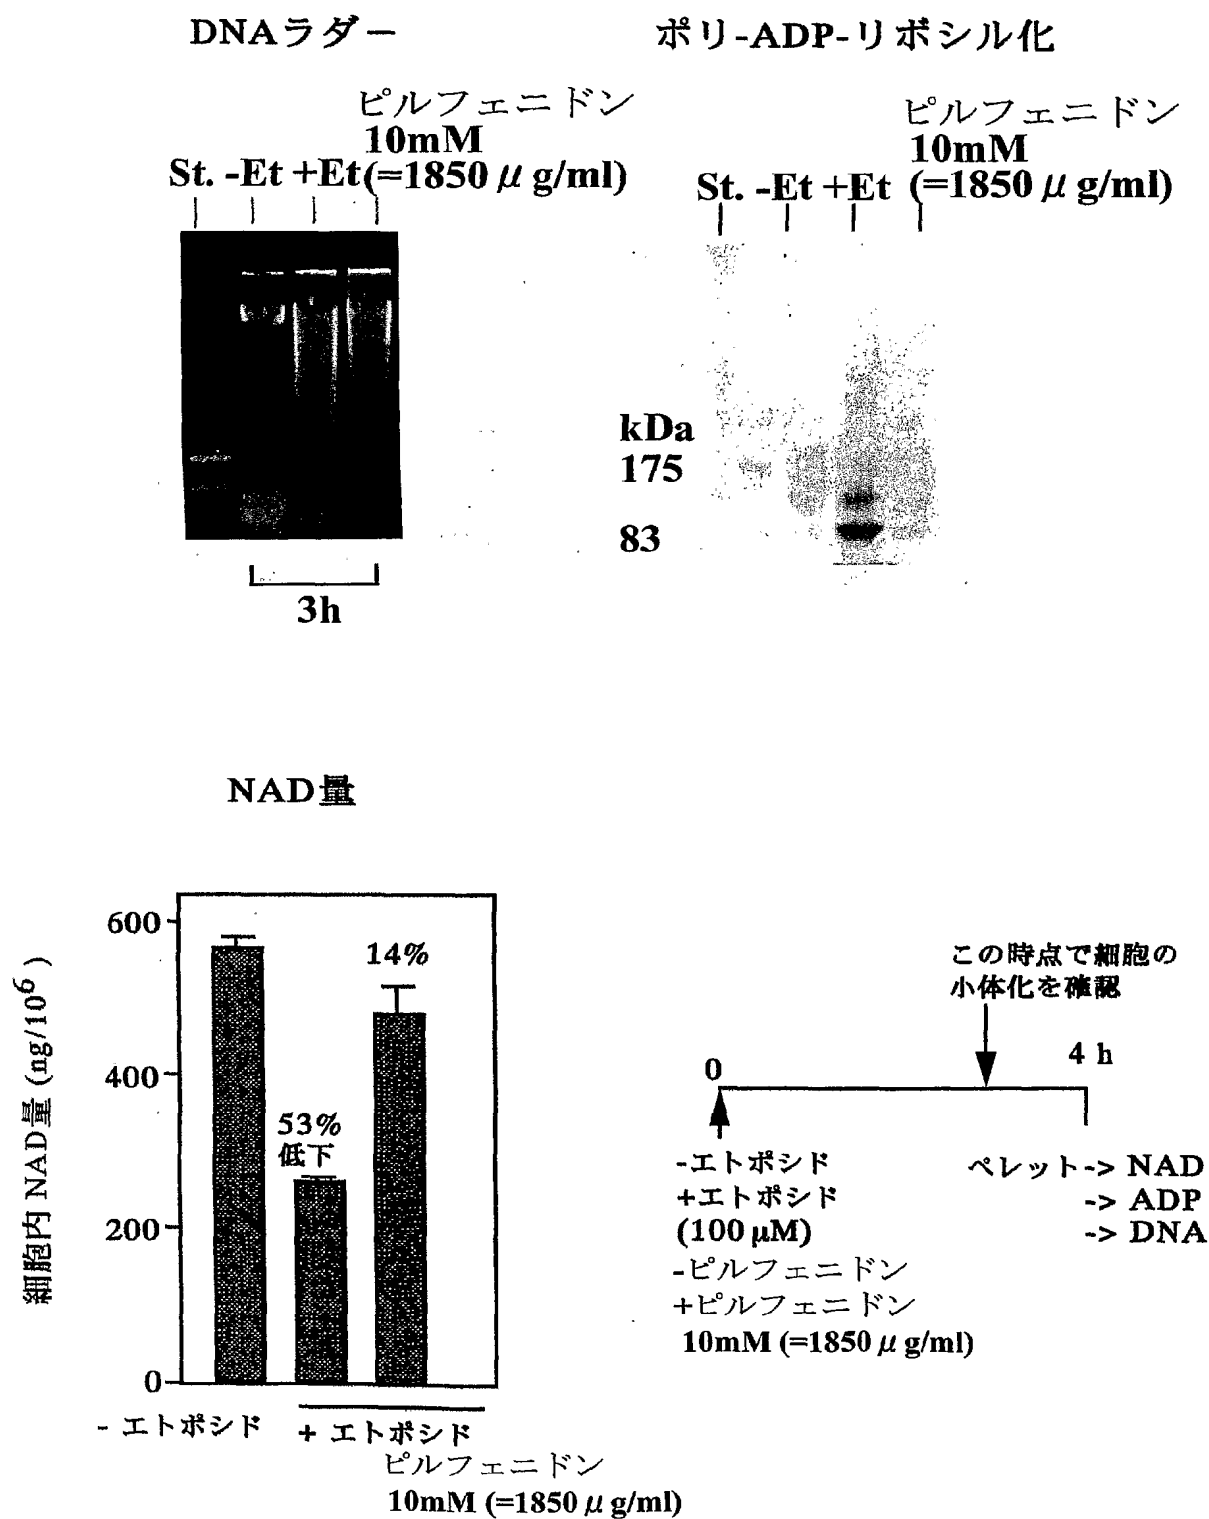 DNAラダー
ピルフェニドン
10mM
St. -Et +Et (=1850 μg/ml)
3h
ポリ-ADP-リボシル化
ピルフェニドン
10mM
St. -Et +Et (=1850 μg/ml)
kDa
175
83
NAD量
細胞内 NAD量 (ng/10⁶)
600
400
200
0
53%
低下
14%
- エトポシド
+ エトポシド
ピルフェニドン
10mM (=1850 μg/ml)
この時点で細胞の
小体化を確認
0
4 h
-エトポシド
+エトポシド
(100 μM)
-ピルフェニドン
+ピルフェニドン
10mM (=1850 μg/ml)
ペレット-> NAD
-> ADP
-> DNA